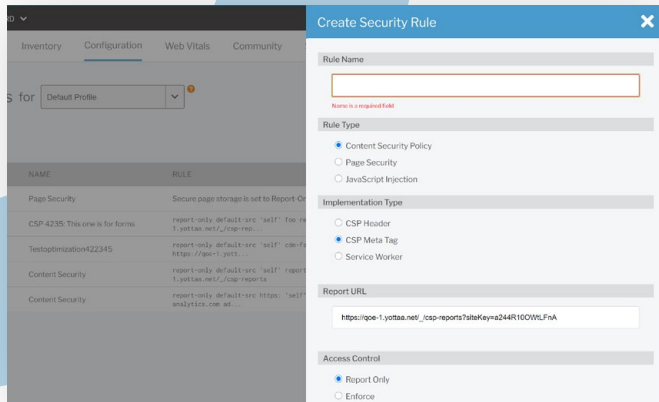 RD
Create Security Rule
Inventory Configuration Web Vitals Community
s for Default Profile
NAME RULE
Page Security Secure page storage is set to Report-On
CSP 4235: This one is for forms report-only default-src 'self' foo re
1.yottaa.net/_/csp-rep...
Testoptimization422345 report-only default-src 'self' cdn-fa
https://qoe-1.yott...
Content Security report-only default-src 'self' report
1.yottaa.net/_/csp-reports
Content Security report-only default-src https: 'self'
analytics.com ad...
Rule Name
Name is a required field
Rule Type
Content Security Policy
Page Security
JavaScript Injection
Implementation Type
CSP Header
CSP Meta Tag
Service Worker
Report URL
https://qoe-1.yottaa.net/_/csp-reports?siteKey=a244R10OWtLFnA
Access Control
Report Only
Enforce